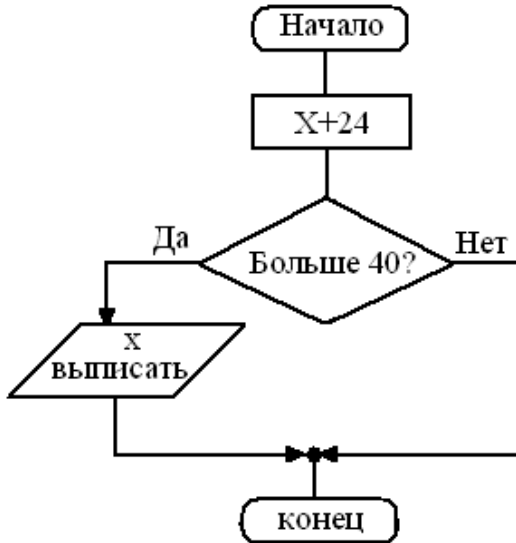 Начало
X+24
Да
Больше 40?
Нет
x
выписать
конец